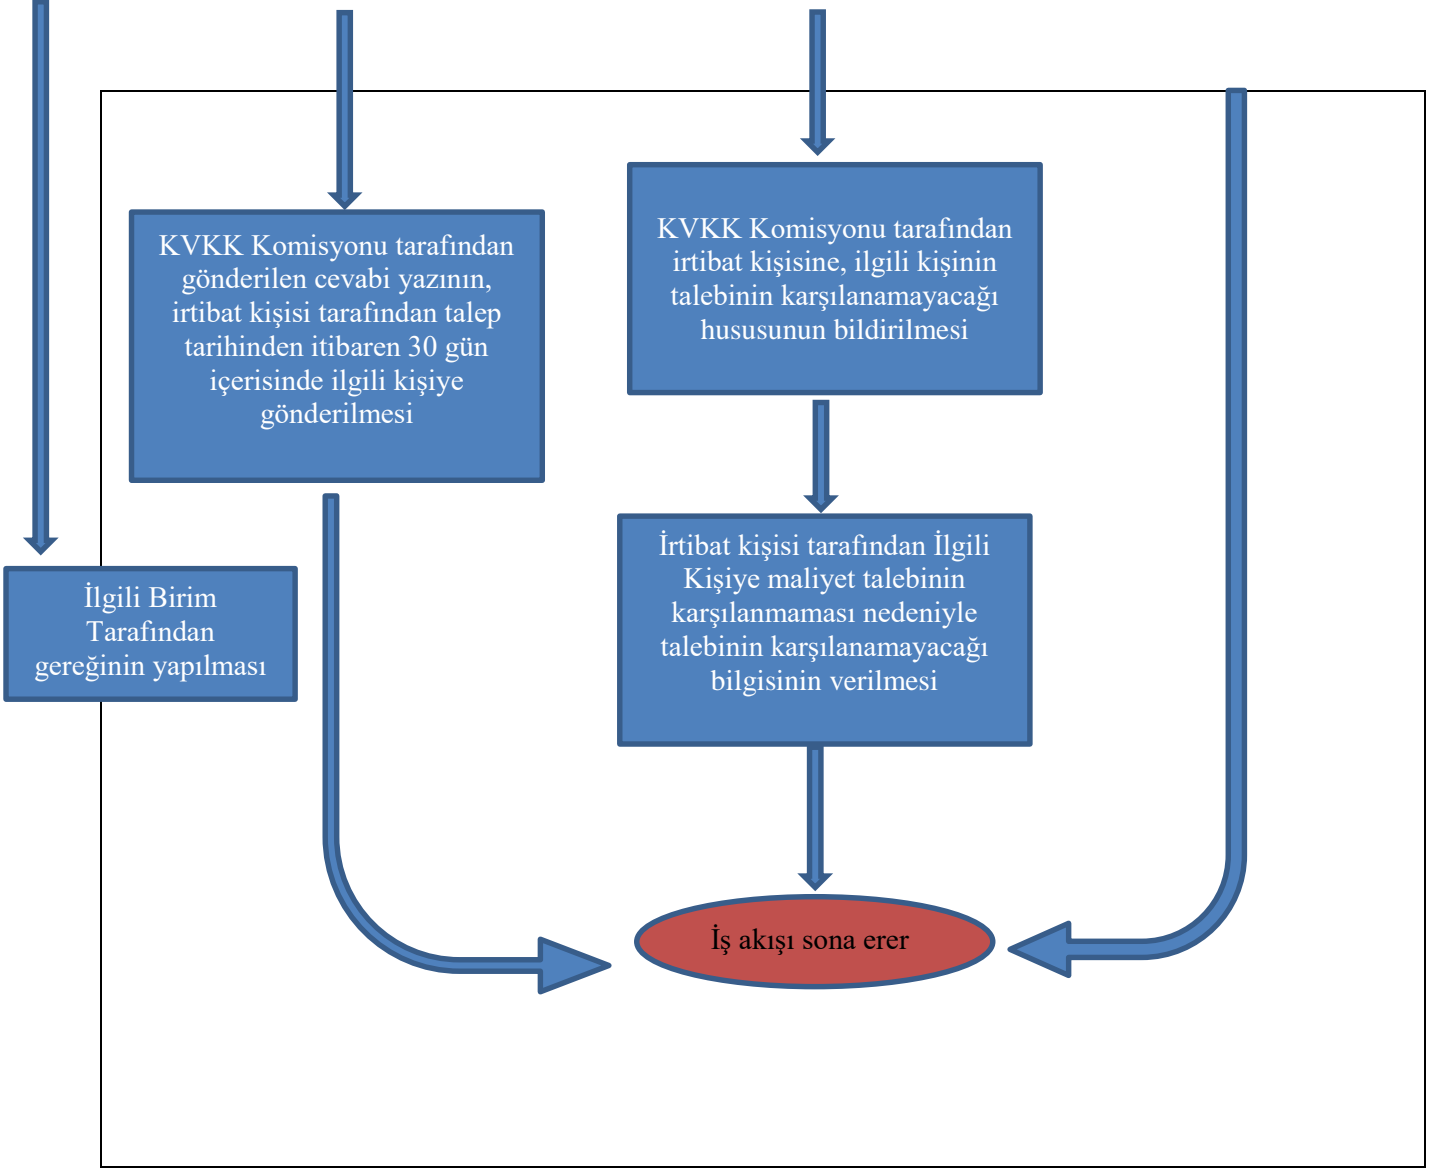 KVKK Komisyonu tarafından
gönderilen cevabi yazının,
irtibat kişisi tarafından talep
tarihinden itibaren 30 gün
içerisinde ilgili kişiye
gönderilmesi
KVKK Komisyonu tarafından
irtibat kişisine, ilgili kişinin
talebinin karşılanamayacağı
hususunun bildirilmesi
İlgili Birim
Tarafından
gereğinin yapılması
İrtibat kişisi tarafından İlgili
Kişiye maliyet talebinin
karşılanmaması nedeniyle
talebinin karşılanamayacağı
bilgisinin verilmesi
İş akışı sona erer